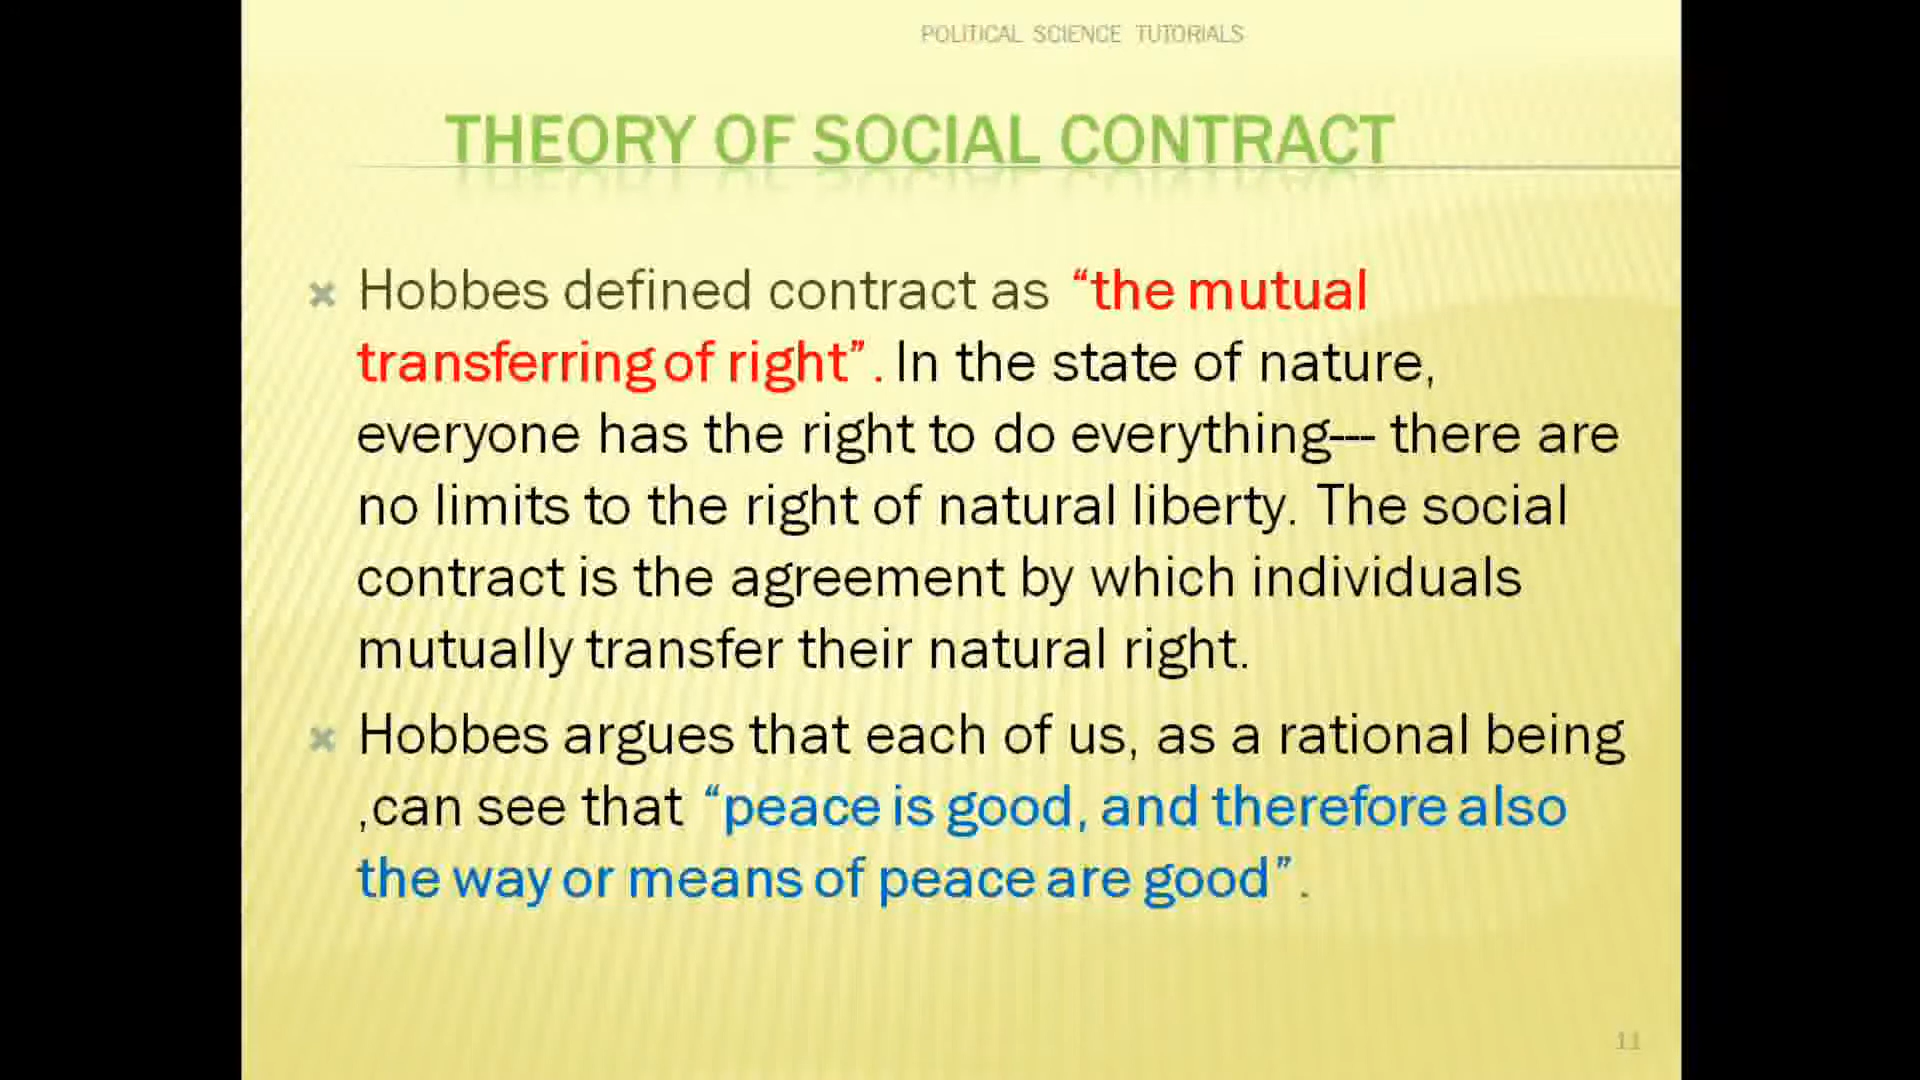 POLITICAL SCIENCE TUTORIALS
THEORY OF SOCIAL CONTRACT
Hobbes defined contract as “the mutual
transferring of right”. In the state of nature,
everyone has the right to do everything--- there are
no limits to the right of natural liberty. The social
contract is the agreement by which individuals
mutually transfer their natural right.
Hobbes argues that each of us, as a rational being
,can see that “peace is good, and therefore also
the way or means of peace are good”.
11